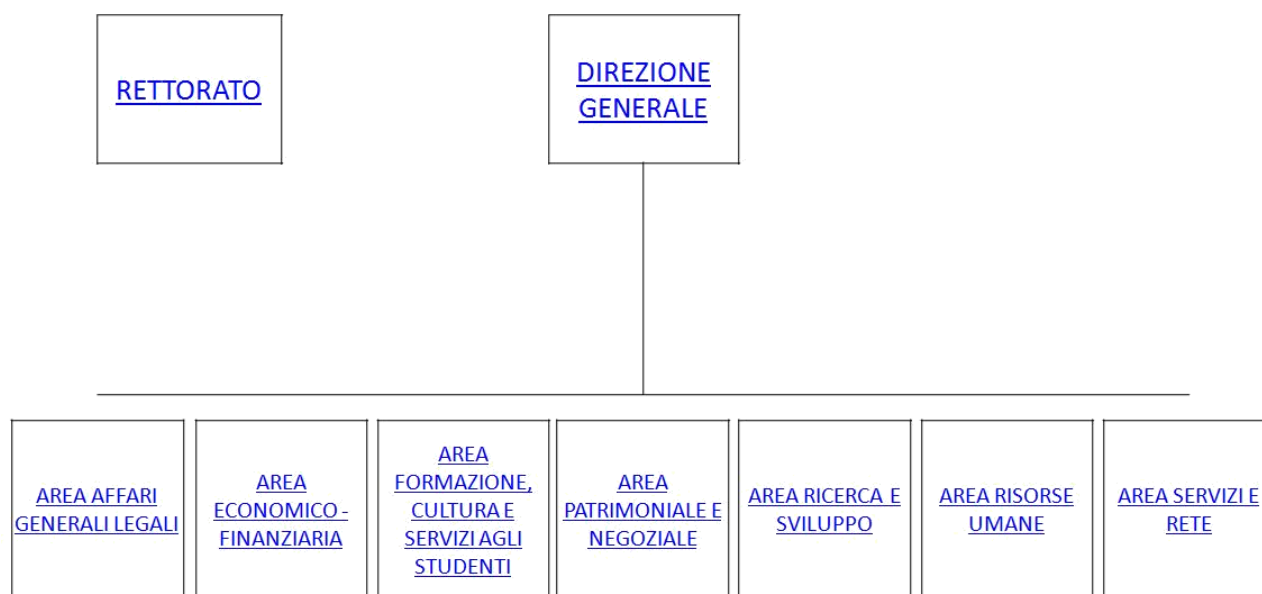 RETTORATO
DIREZIONE
GENERALE
AREA AFFARI
GENERALI LEGALI
AREA
ECONOMICO -
FINANZIARIA
AREA
FORMAZIONE,
CULTURA E
SERVIZI AGLI
STUDENTI
AREA
PATRIMONIALE E
NEGOZIALE
AREA RICERCA E
SVILUPPO
AREA RISORSE
UMANE
AREA SERVIZI E
RETE